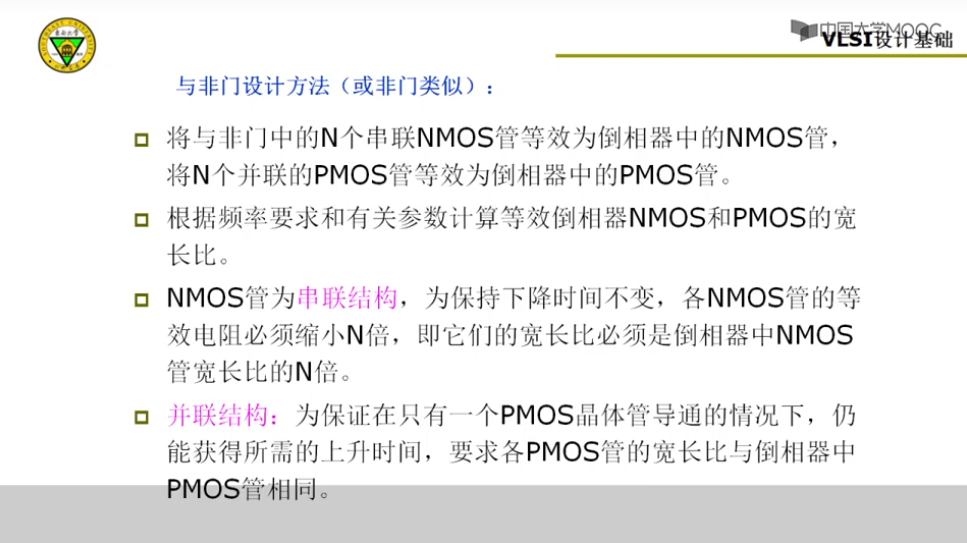 中国大学MOOC
VLSI设计基础
与非门设计方法（或非门类似）：
将与非门中的N个串联NMOS管等效为倒相器中的NMOS管，
将N个并联的PMOS管等效为倒相器中的PMOS管。
根据频率要求和有关参数计算等效倒相器NMOS和PMOS的宽
长比。
NMOS管为串联结构，为保持下降时间不变，各NMOS管的等
效电阻必须缩小N倍，即它们的宽长比必须是倒相器中NMOS
管宽长比的N倍。
并联结构：为保证在只有一个PMOS晶体管导通的情况下，仍
能获得所需的上升时间，要求各PMOS管的宽长比与倒相器中
PMOS管相同。